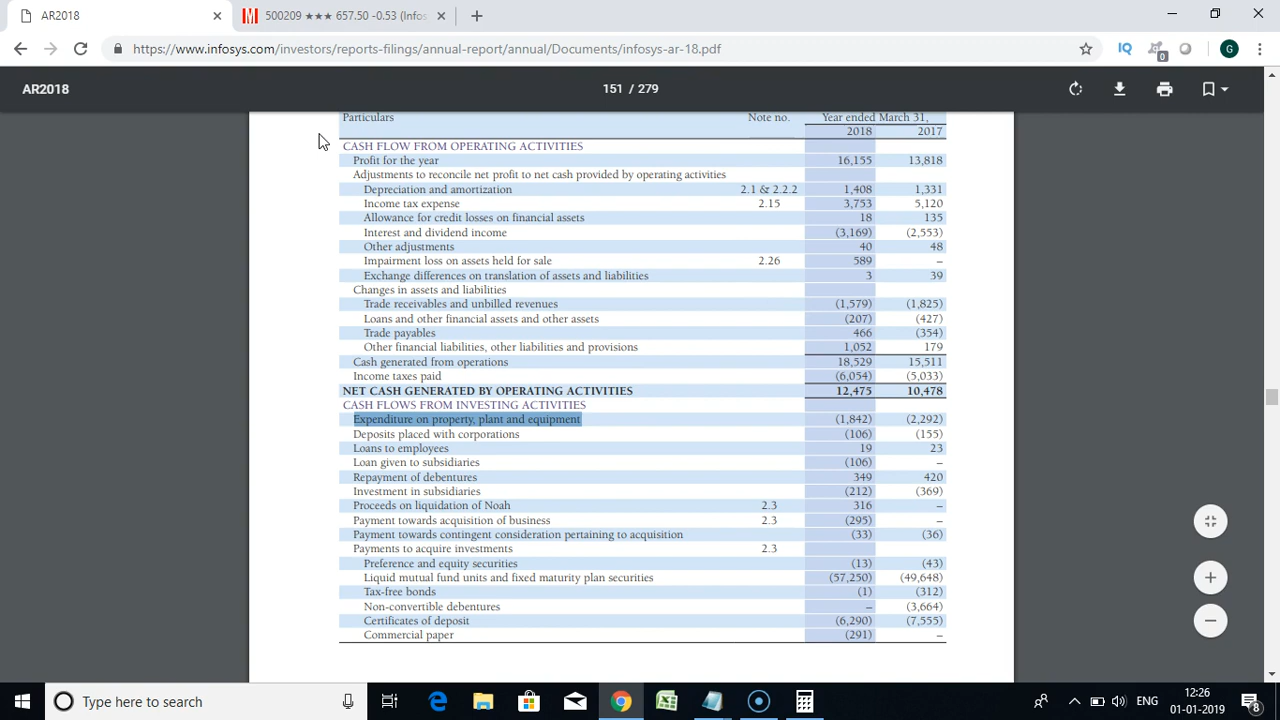 AR2018
500209 ★★★ 657.50 -0.53 (Infos
https://www.infosys.com/investors/reports-filings/annual-report/annual/Documents/infosys-ar-18.pdf
IQ
0
G
AR2018
151 / 279
Particulars Note no. Year ended March 31,
2018 2017
CASH FLOW FROM OPERATING ACTIVITIES
Profit for the year 16,155 13,818
Adjustments to reconcile net profit to net cash provided by operating activities
Depreciation and amortization 2.1 & 2.2.2 1,408 1,331
Income tax expense 2.15 3,753 5,120
Allowance for credit losses on financial assets 18 135
Interest and dividend income (3,169) (2,553)
Other adjustments 40 48
Impairment loss on assets held for sale 2.26 589 –
Exchange differences on translation of assets and liabilities 3 39
Changes in assets and liabilities
Trade receivables and unbilled revenues (1,579) (1,825)
Loans and other financial assets and other assets (207) (427)
Trade payables 466 (354)
Other financial liabilities, other liabilities and provisions 1,052 179
Cash generated from operations 18,529 15,511
Income taxes paid (6,054) (5,033)
NET CASH GENERATED BY OPERATING ACTIVITIES 12,475 10,478
CASH FLOWS FROM INVESTING ACTIVITIES
Expenditure on property, plant and equipment (1,842) (2,292)
Deposits placed with corporations (106) (155)
Loans to employees 19 23
Loan given to subsidiaries (106) –
Repayment of debentures 349 420
Investment in subsidiaries (212) (369)
Proceeds on liquidation of Noah 2.3 316 –
Payment towards acquisition of business 2.3 (295) –
Payment towards contingent consideration pertaining to acquisition (33) (36)
Payments to acquire investments 2.3
Preference and equity securities (13) (43)
Liquid mutual fund units and fixed maturity plan securities (57,250) (49,648)
Tax-free bonds (1) (312)
Non-convertible debentures – (3,664)
Certificates of deposit (6,290) (7,555)
Commercial paper (291) –
Type here to search
ENG
12:26
01-01-2019
8